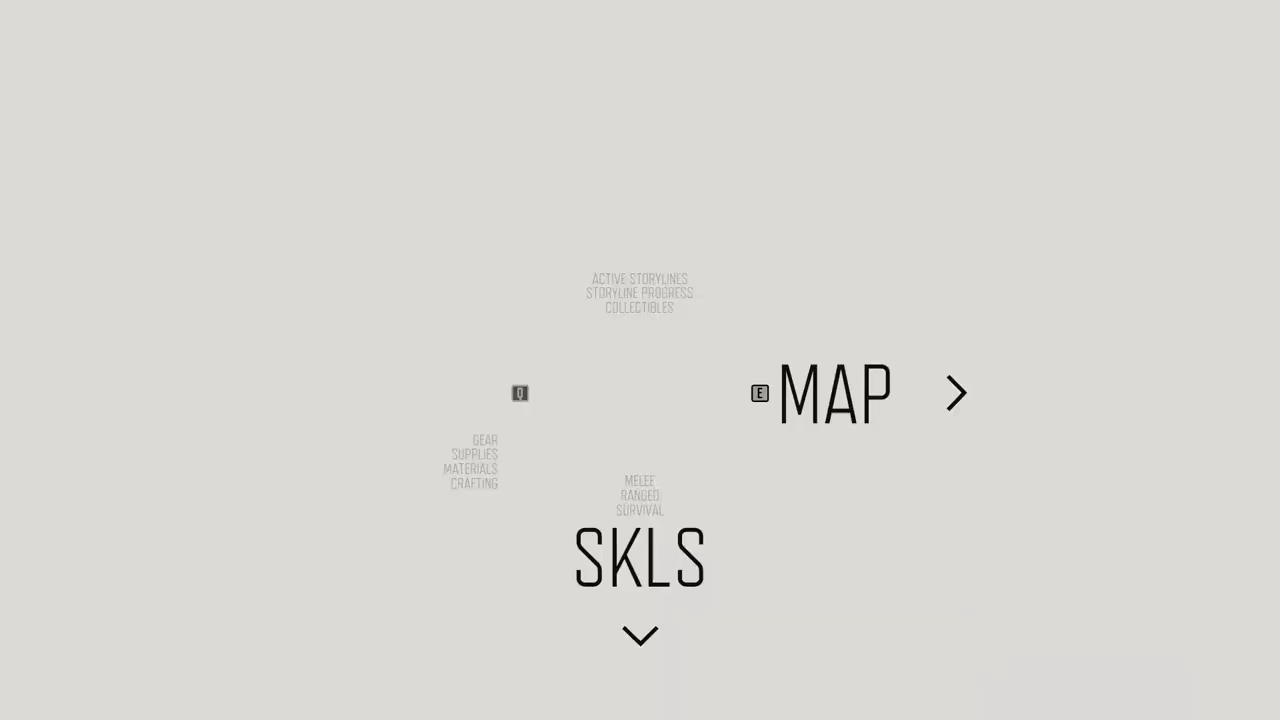 ACTIVE STORYLINES
STORYLINE PROGRESS
COLLECTIBLES
Q
E MAP
GEAR
SUPPLIES
MATERIALS
CRAFTING
MELEE
RANGED
SURVIVAL
SKLS